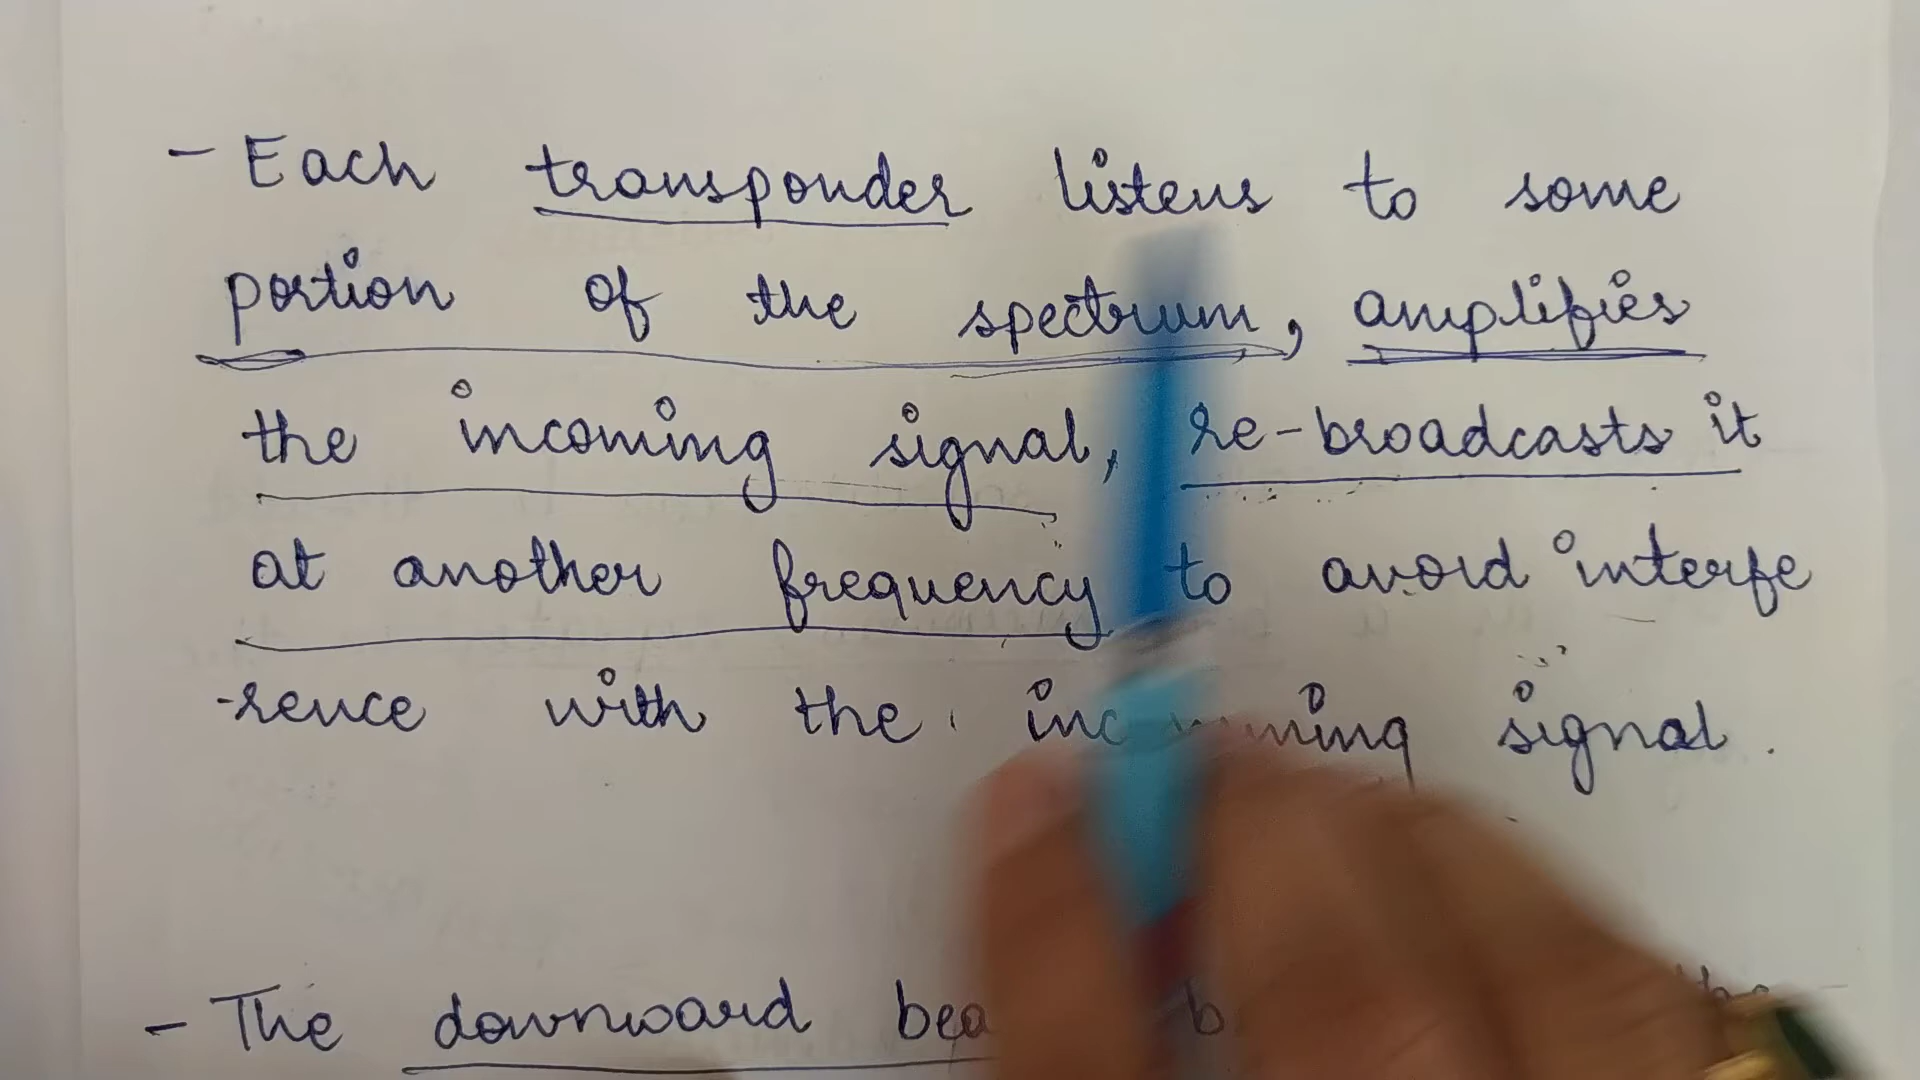 - Each transponder listens to some
portion of the spectrum, amplifies
the incoming signal, re-broadcasts it
at another frequency to avoid interfe
-rence with the incoming signal.
- The downward